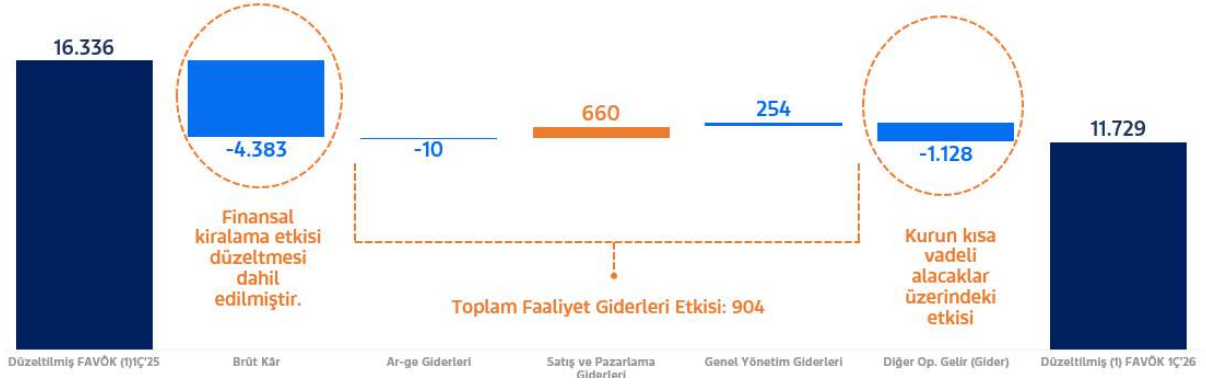 16.336
-4.383
-10
660
254
-1.128
11.729
Finansal
kiralama etkisi
düzeltmesi
dahil
edilmiştir.
Toplam Faaliyet Giderleri Etkisi: 904
Kurun kısa
vadeli
alacaklar
üzerindeki
etkisi
Düzeltilmiş FAVÖK (1)1Ç'25
Brüt Kâr
Ar-ge Giderleri
Satış ve Pazarlama
Giderleri
Genel Yönetim Giderleri
Diğer Op. Gelir (Gider)
Düzeltilmiş (1) FAVÖK 1Ç'26